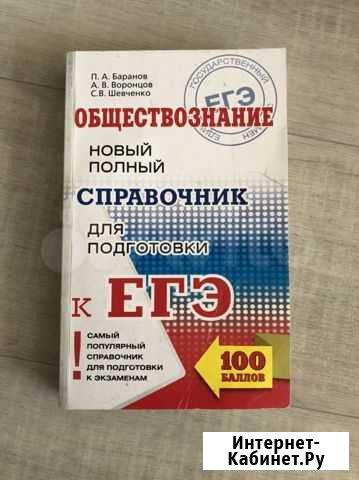 П. А. Баранов
А. В. Воронцов
С.В. Шевченко
ГОСУДАРСТВЕННЫЙ
ЕГЭ
ОБЩЕСТВОЗНАНИЕ
НОВЫЙ
ПОЛНЫЙ
СПРАВОЧНИК
ДЛЯ
ПОДГОТОВКИ
К ЕГЭ
!
САМЫЙ
ПОПУЛЯРНЫЙ
СПРАВОЧНИК
ДЛЯ ПОДГОТОВКИ
К ЭКЗАМЕНАМ
100
БАЛЛОВ
Интернет-
Кабинет.Ру